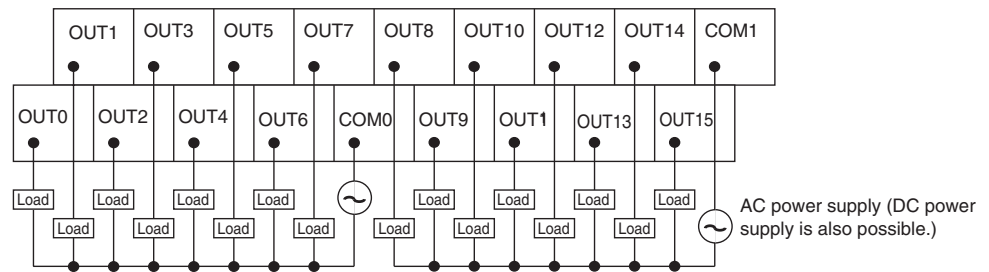 OUT1 OUT3 OUT5 OUT7 OUT8 OUT10 OUT12 OUT14 COM1
OUT0 OUT2 OUT4 OUT6 COM0 OUT9 OUT1 OUT13 OUT15
Load Load Load Load Load Load Load Load
Load Load Load Load Load Load Load Load
AC power supply (DC power
supply is also possible.)